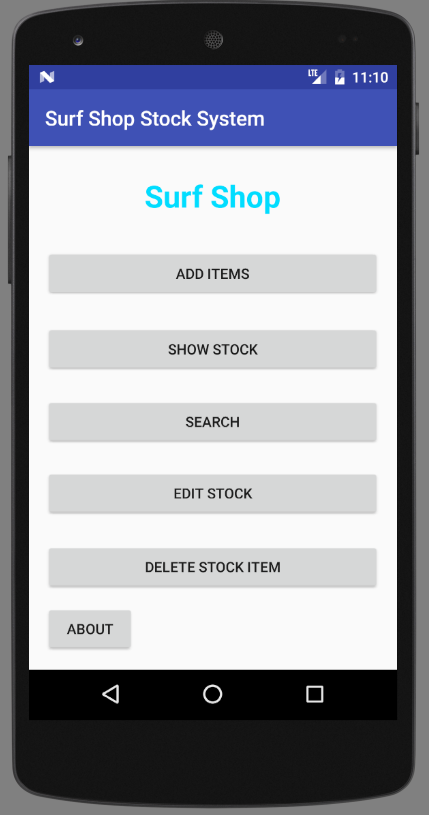 LTE 11:10
Surf Shop Stock System
Surf Shop
ADD ITEMS
SHOW STOCK
SEARCH
EDIT STOCK
DELETE STOCK ITEM
ABOUT